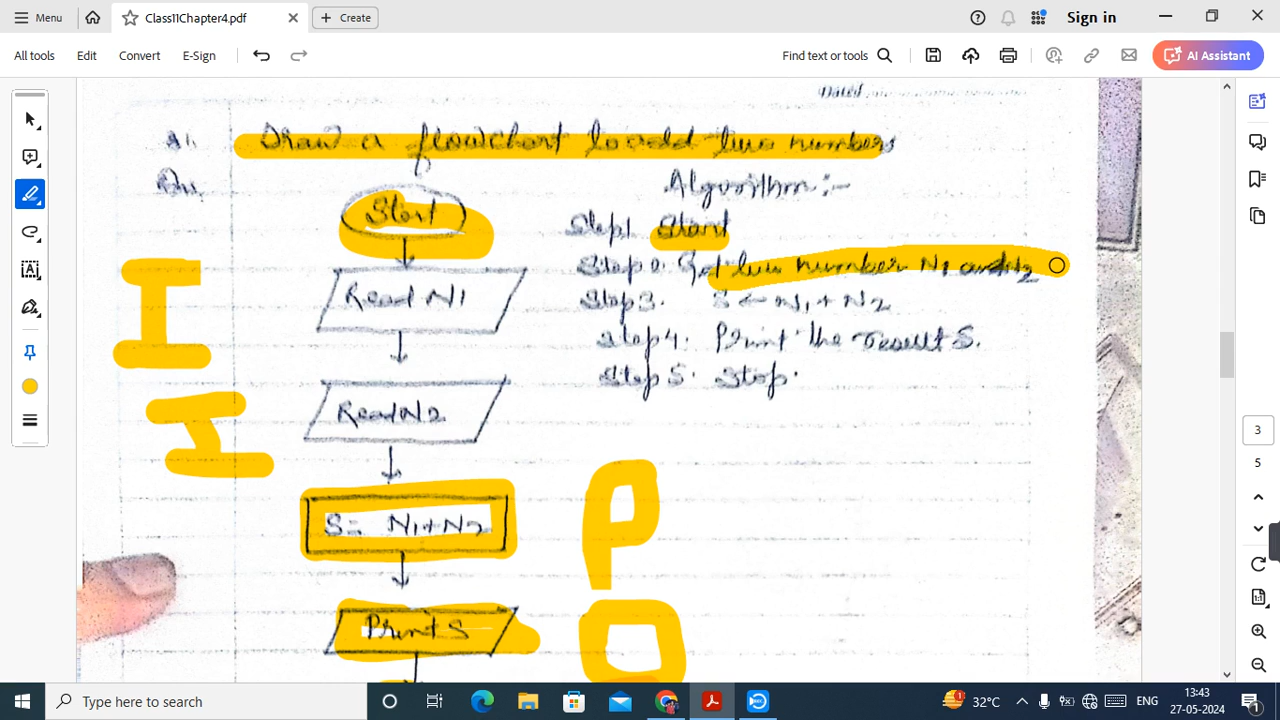 Menu
Class11Chapter4.pdf
Create
Sign in
All tools
Edit
Convert
E-Sign
Find text or tools
AI Assistant
Dated
Draw a flowchart to add two numbers
Start
Read N1
Read N2
S= N1+N2
Print S
Algorithm:-
Step1 Start
Step 2. Get two number N1 and N2
Step 3. S ← N1 + N2
Step 4. Print the result S.
Step 5. Stop.
I
I
P
O
3
5
Type here to search
32°C
ENG
13:43
27-05-2024
1
1